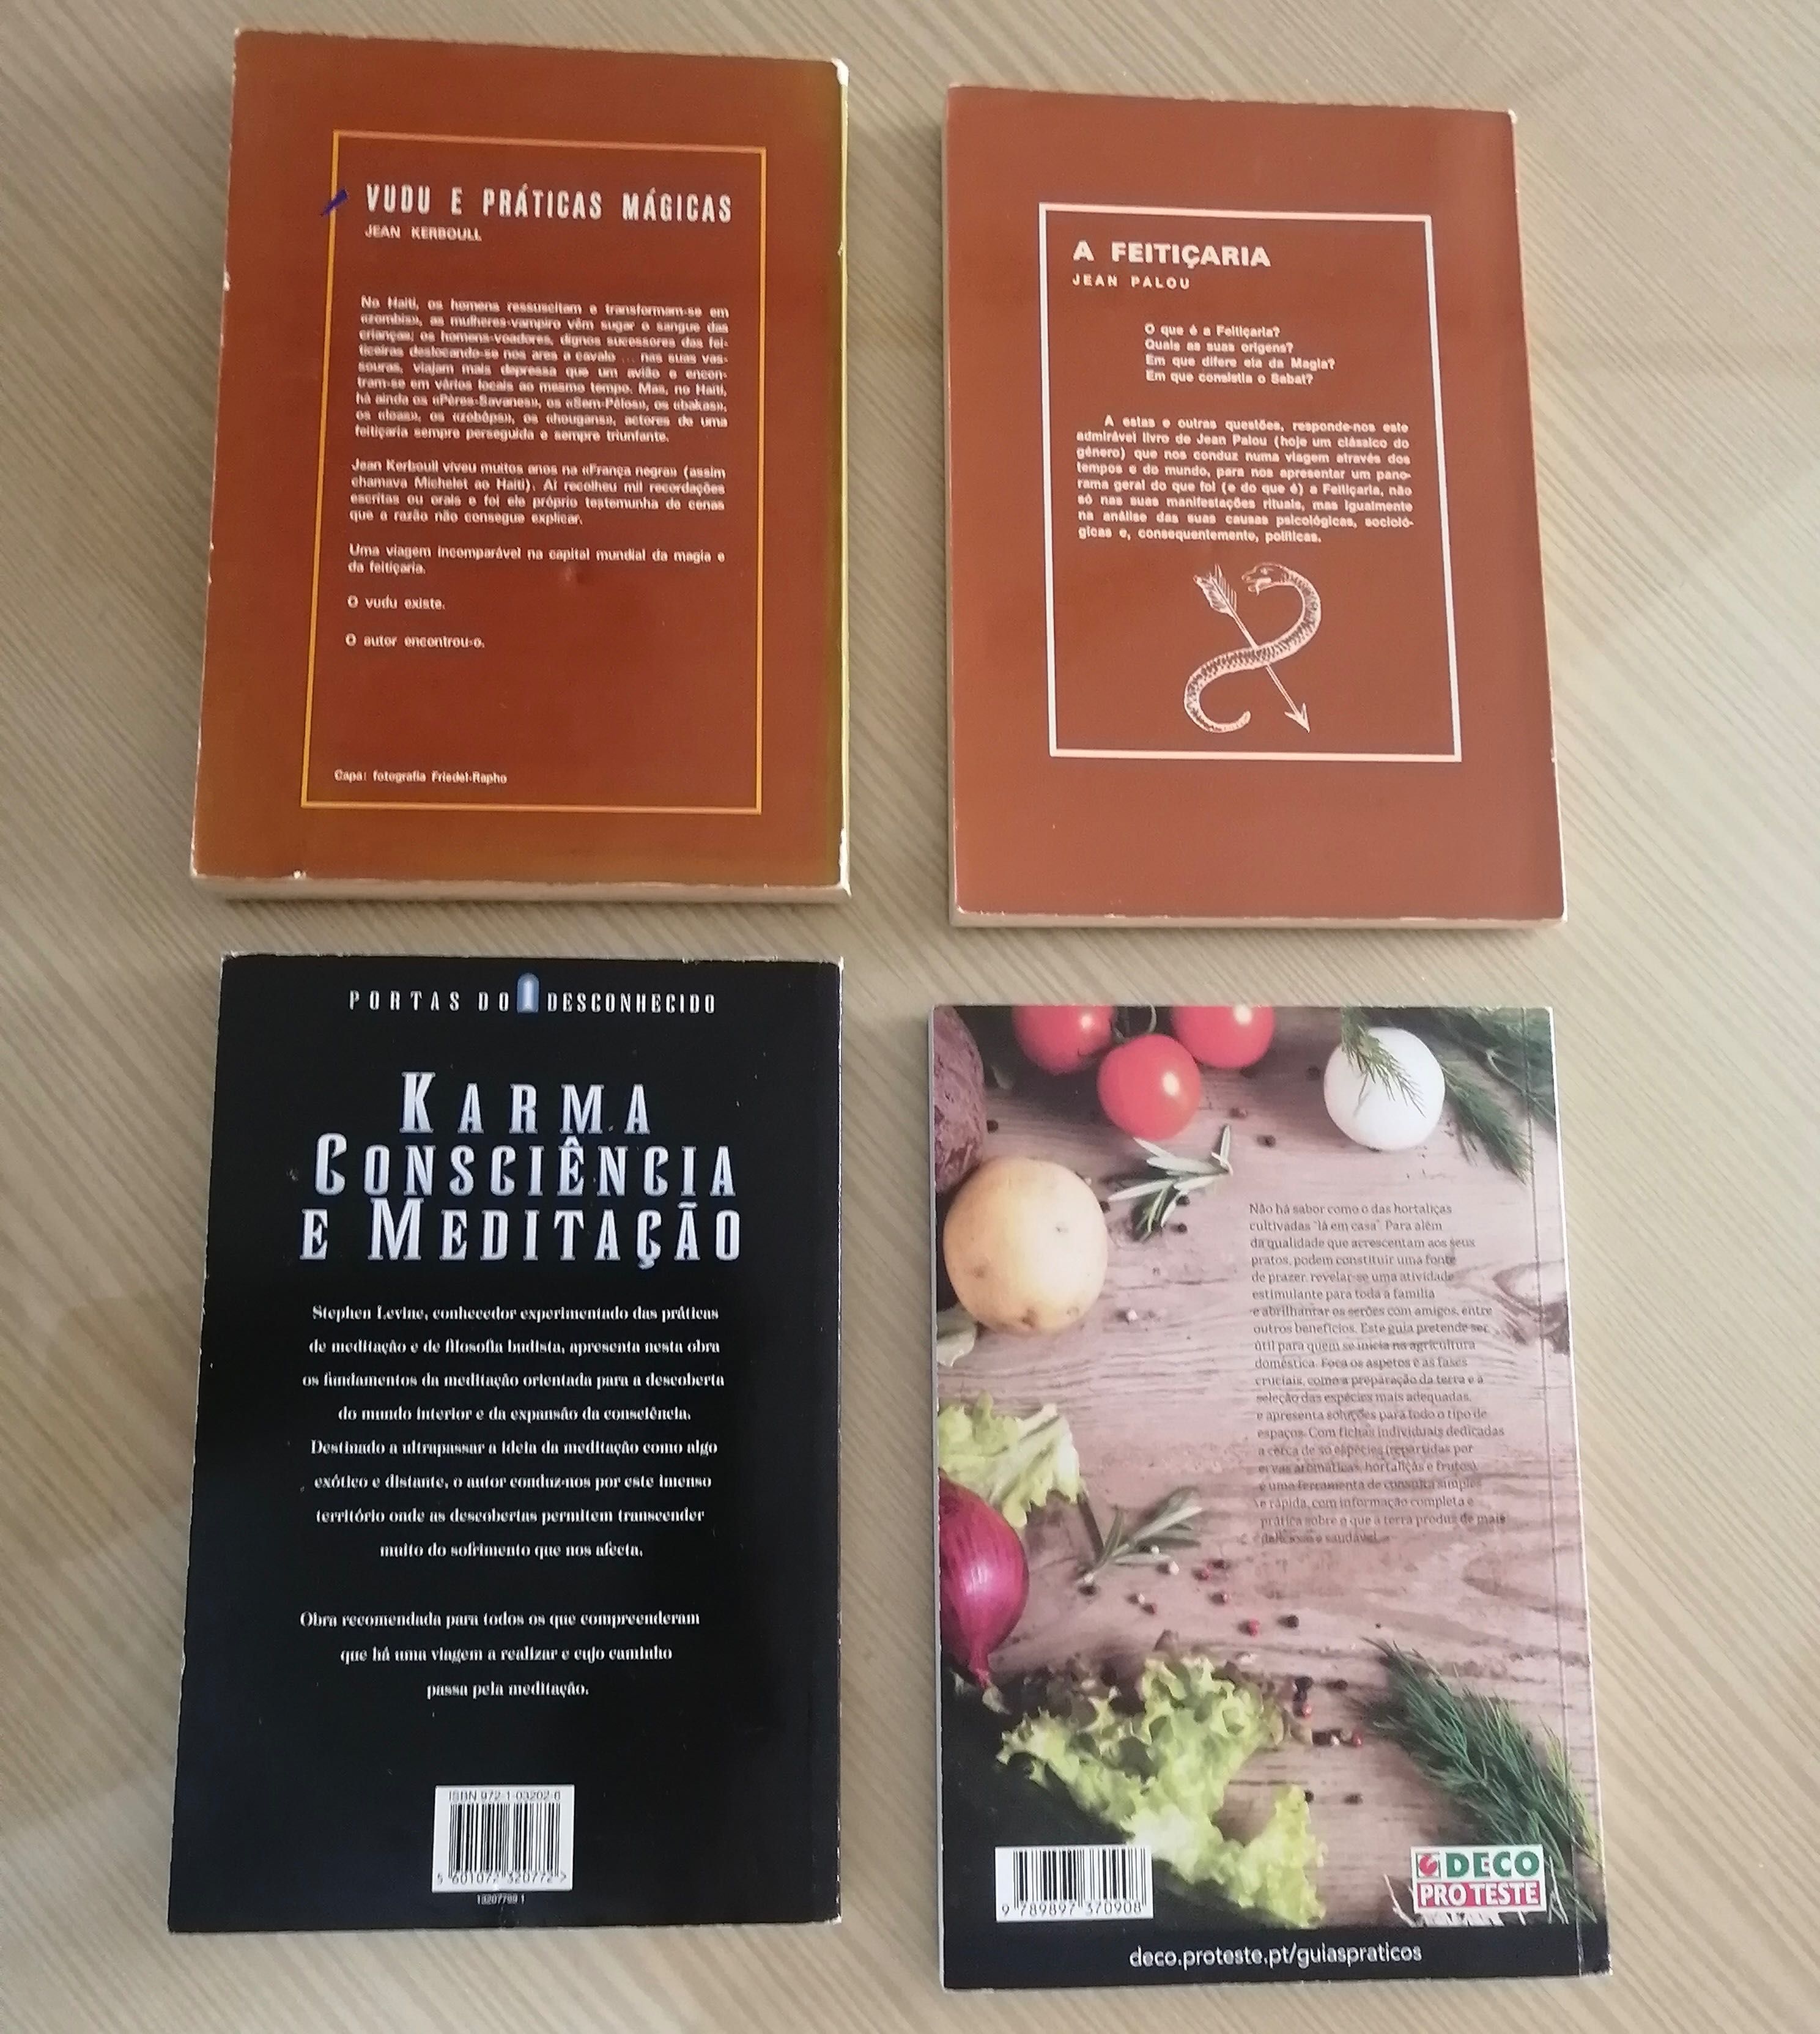 VUDU E PRÁTICAS MÁGICAS
JEAN KERBOULL
No Haiti, os homens ressuscitam e transformam-se em
«zombis», as mulheres-vampiro vêm sugar o sangue das
crianças; os homens-voadores, dignos sucessores das fei-
ticeiras deslocando-se nos ares a cavalo ... nas suas vas-
souras, viajam mais depressa que um avião e encon-
tram-se em vários locais ao mesmo tempo. Mas, no Haiti,
há ainda os «Pères-Savanes», os «Sem-Pêlos», os «bakas»,
os «loas», os «zobóps», os «hougans», actores de uma
feitiçaria sempre perseguida e sempre triunfante.
Jean Kerboull viveu muitos anos na «França negra» (assim
chamava Michelet ao Haiti). Aí recolheu mil recordações
escritas ou orais e foi ele próprio testemunha de cenas
que a razão não consegue explicar.
Uma viagem incomparável na capital mundial da magia e
da feitiçaria.
O vudu existe.
O autor encontrou-o.
Capa: fotografia Friedel-Rapho
A FEITIÇARIA
JEAN PALOU
O que é a Feitiçaria?
Quais as suas origens?
Em que difere ela da Magia?
Em que consistia o Sabat?
A estas e outras questões, responde-nos este
admirável livro de Jean Palou (hoje um clássico do
género) que nos conduz numa viagem através dos
tempos e do mundo, para nos apresentar um pano-
rama geral do que foi (e do que é) a Feitiçaria, não
só nas suas manifestações rituais, mas igualmente
na análise das suas causas psicológicas, socioló-
gicas e, consequentemente, políticas.
PORTAS DO DESCONHECIDO
KARMA
CONSCIÊNCIA
E MEDITAÇÃO
Stephen Levine, conhecedor experimentado das práticas
de meditação e de filosofia budista, apresenta nesta obra
os fundamentos da meditação orientada para a descoberta
do mundo interior e da expansão da consciência.
Destinado a ultrapassar a ideia da meditação como algo
exótico e distante, o autor conduz-nos por este imenso
território onde as descobertas permitem transcender
muito do sofrimento que nos afecta.
Obra recomendada para todos os que compreenderam
que há uma viagem a realizar e cujo caminho
passa pela meditação.
ISBN 972-1-03202-6
5 601072 320772 >
Não há sabor como o das hortaliças
cultivadas "lá em casa". Para além
da qualidade que acrescentam aos seus
pratos, podem constituir uma fonte
de prazer, revelar-se uma atividade
estimulante para toda a família
e abrilhantar os serões com amigos, entre
outros benefícios. Este guia pretende ser
útil para quem se inicia na agricultura
doméstica. Foca os aspetos e as fases
cruciais, como a preparação da terra e a
seleção das espécies mais adequadas,
e apresenta soluções para todo o tipo de
espaços. Com fichas individuais dedicadas
a cerca de 50 espécies (repartidas por
ervas aromáticas, hortaliças e frutos),
é uma ferramenta de consulta simples
e rápida, com informação completa e
prática sobre o que a terra produz de mais
delicioso e saudável.
9 789897 370908
DECO
PROTESTE
deco.proteste.pt/guiaspraticos